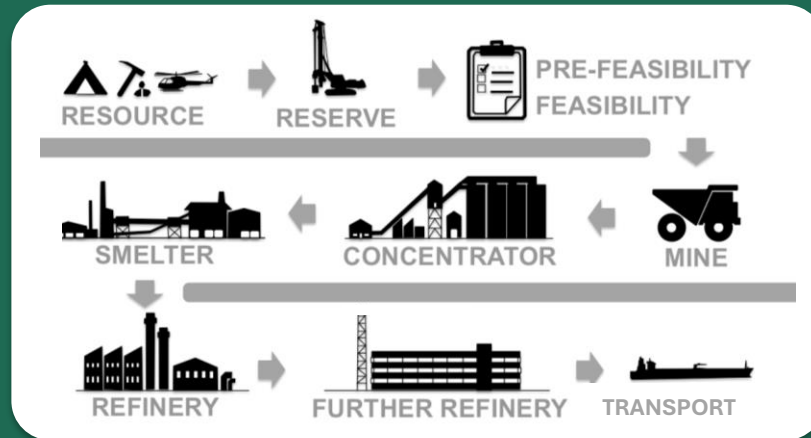 RESOURCE
RESERVE
PRE-FEASIBILITY
FEASIBILITY
SMELTER
CONCENTRATOR
MINE
REFINERY
FURTHER REFINERY
TRANSPORT